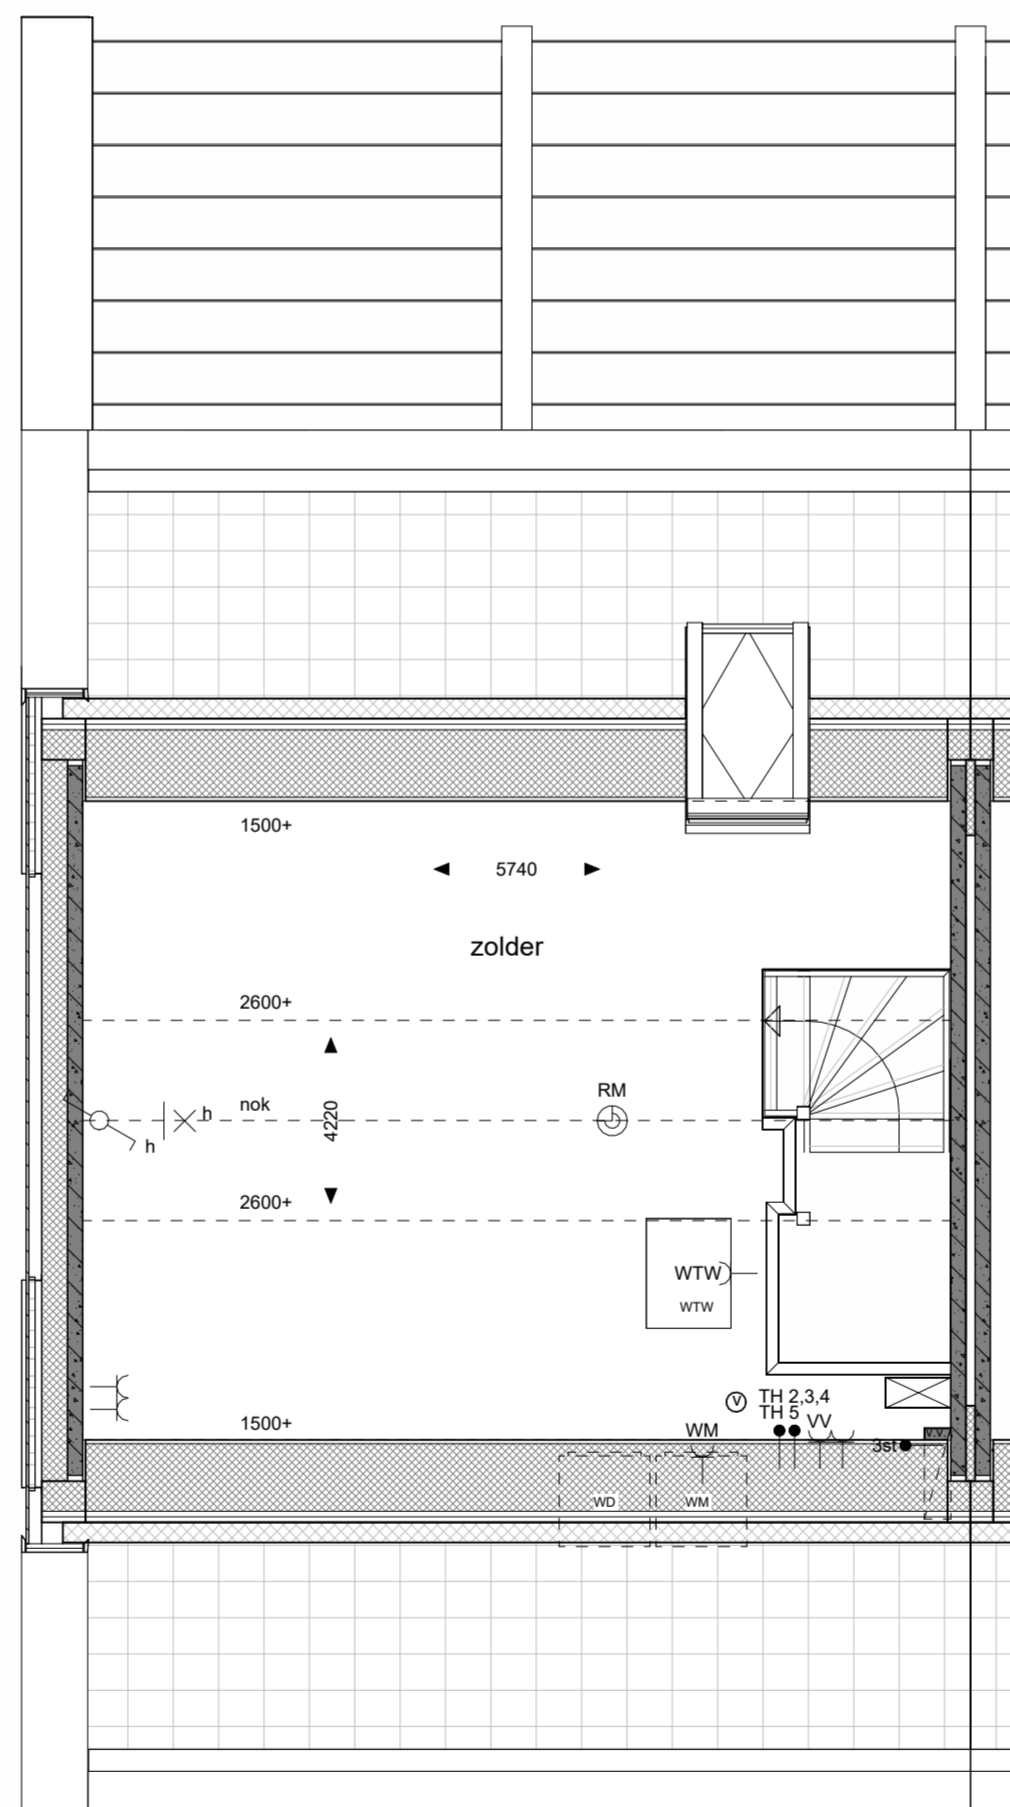 1500+
5740
zolder
2600+
RM
nok
h
4220
h
2600+
WTW
WTW
V
TH 2,3,4
TH 5
1500+
VV
WM
3st
v.v.
WD
WM